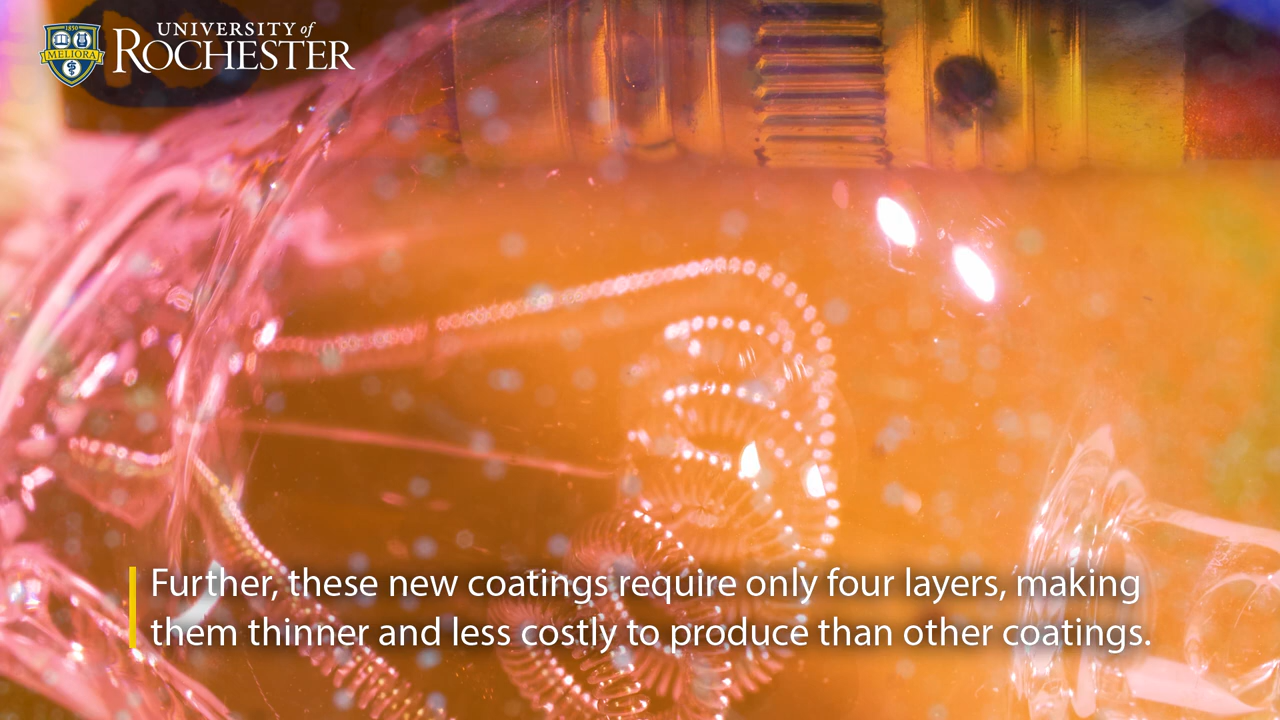 1850
MELIORA
UNIVERSITY of
ROCHESTER
Further, these new coatings require only four layers, making
them thinner and less costly to produce than other coatings.